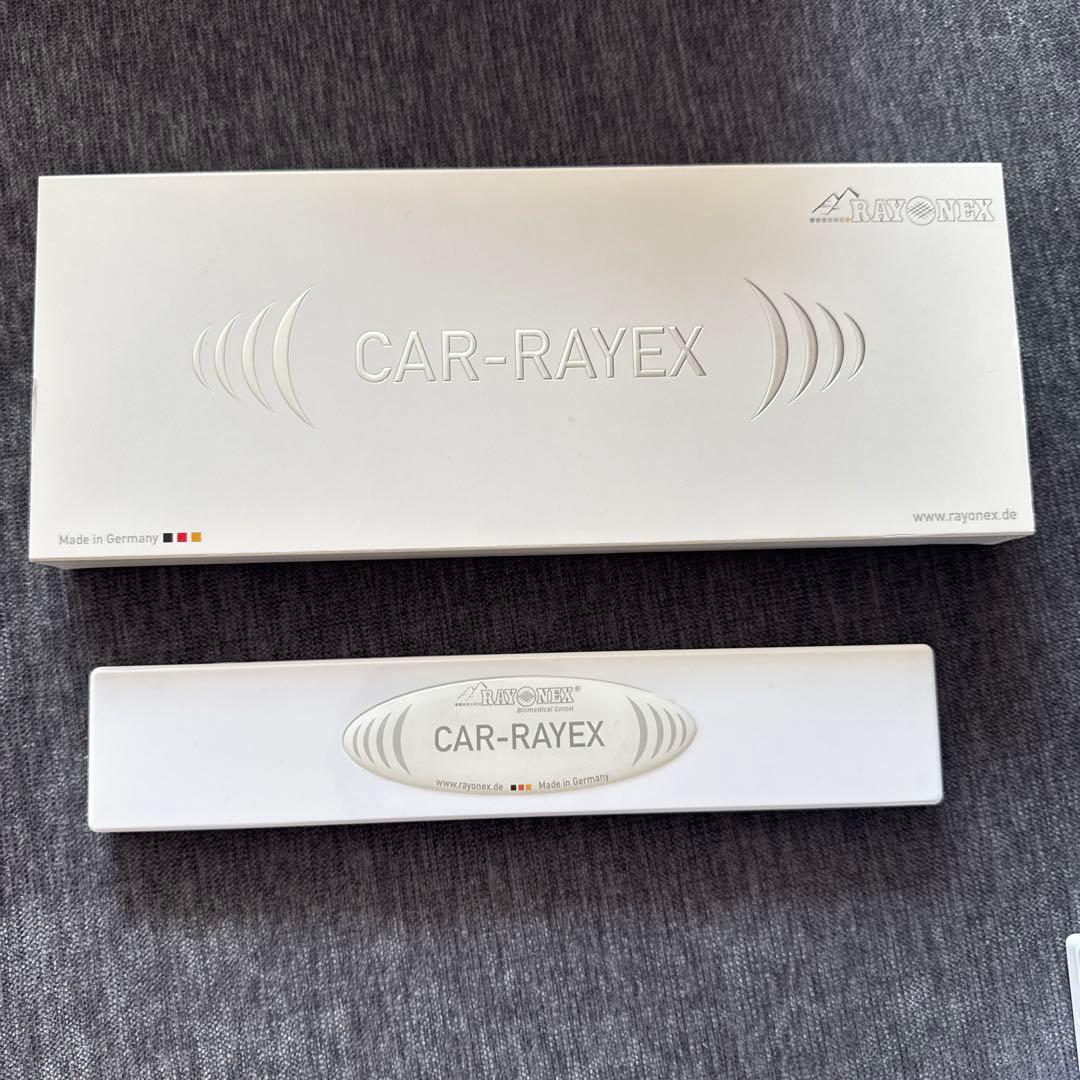 RAYONEX
CAR-RAYEX
Made in Germany
www.rayonex.de
RAYONEX®
Biomedical GmbH
CAR-RAYEX
www.rayonex.de Made in Germany